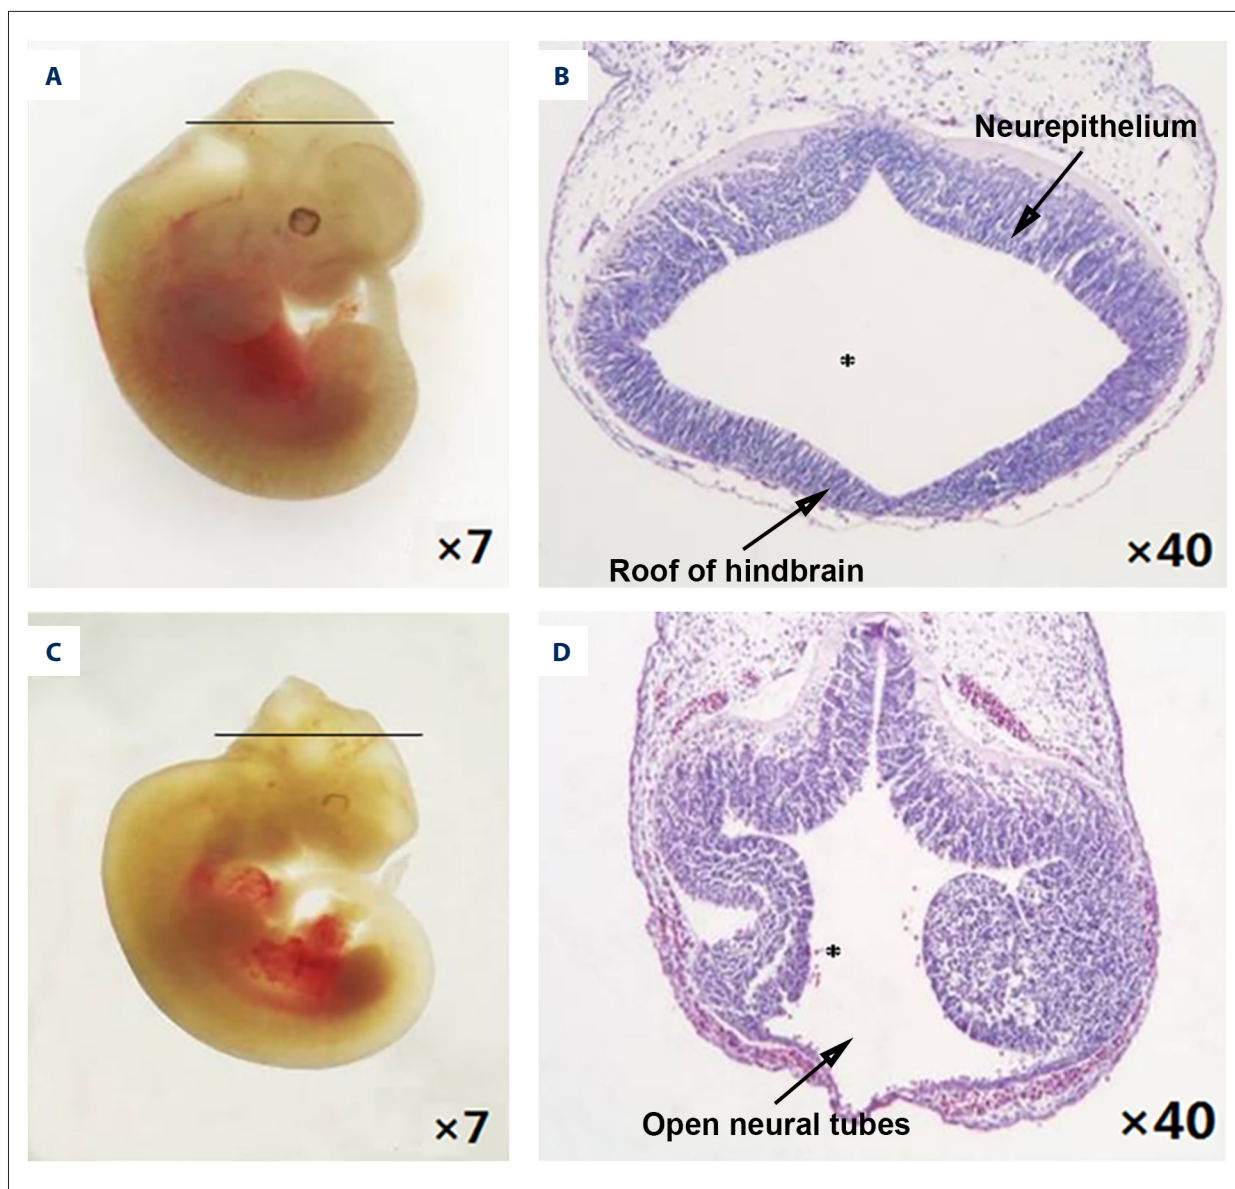 A
B
Neurepithelium
×7
Roof of hindbrain
×40
*
C
D
*
×7
Open neural tubes
×40